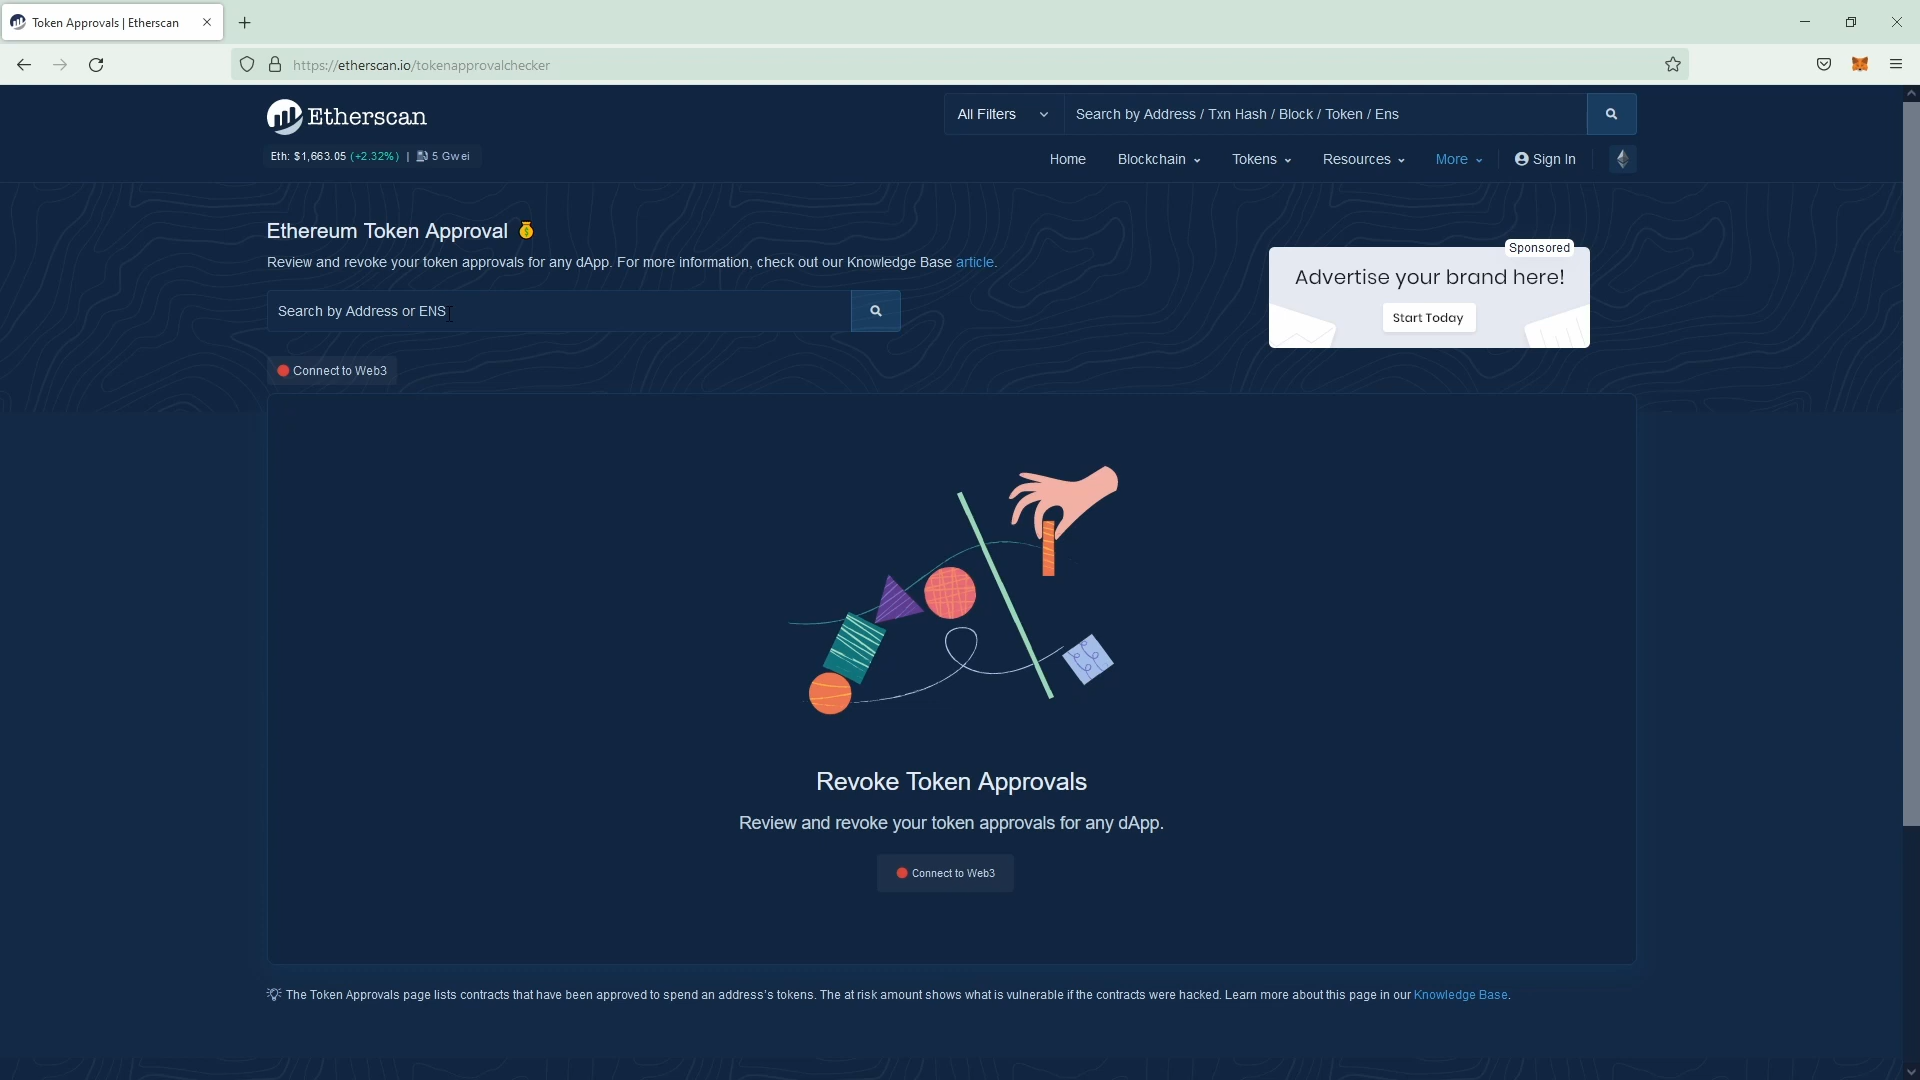 Token Approvals | Etherscan
https://etherscan.io/tokenapprovalchecker
Etherscan
All Filters
Search by Address / Txn Hash / Block / Token / Ens
Eth: $1,663.05 (+2.32%) | 5 Gwei
Home Blockchain Tokens Resources More Sign In
Ethereum Token Approval
Review and revoke your token approvals for any dApp. For more information, check out our Knowledge Base article.
Sponsored
Advertise your brand here!
Start Today
Search by Address or ENS
Connect to Web3
Revoke Token Approvals
Review and revoke your token approvals for any dApp.
Connect to Web3
The Token Approvals page lists contracts that have been approved to spend an address's tokens. The at risk amount shows what is vulnerable if the contracts were hacked. Learn more about this page in our Knowledge Base.